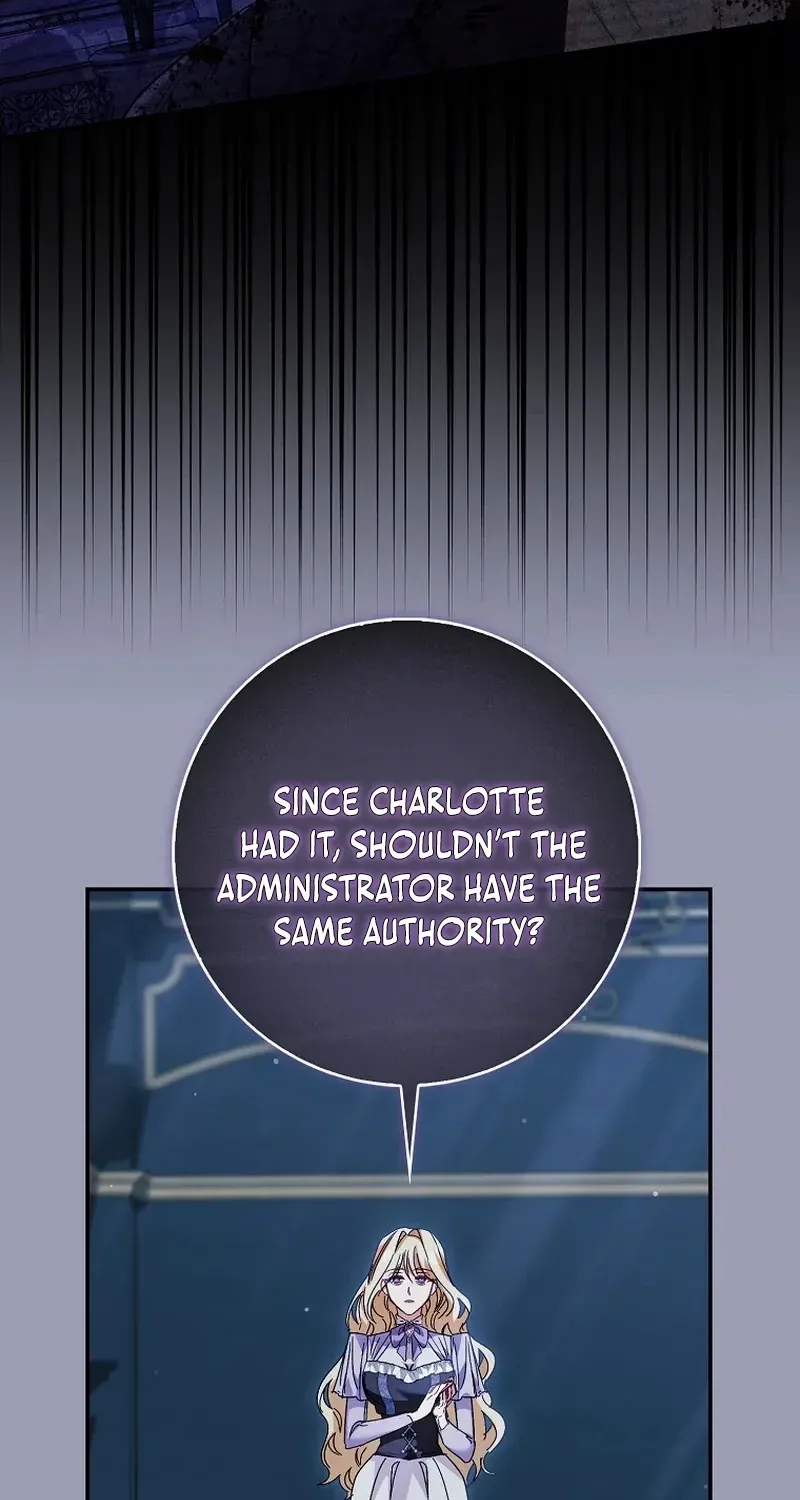 SINCE CHARLOTTE
HAD IT, SHOULDN'T THE
ADMINISTRATOR HAVE THE
SAME AUTHORITY?